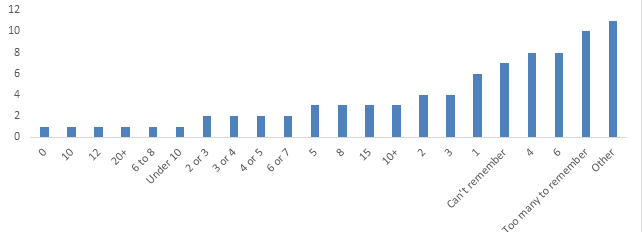 12
10
8
6
4
2
0
0
10
12
20+
6 to 8
Under 10
2 or 3
3 or 4
4 or 5
6 or 7
5
8
15
10+
2
3
1
Can't remember
4
6
Too many to remember
Other